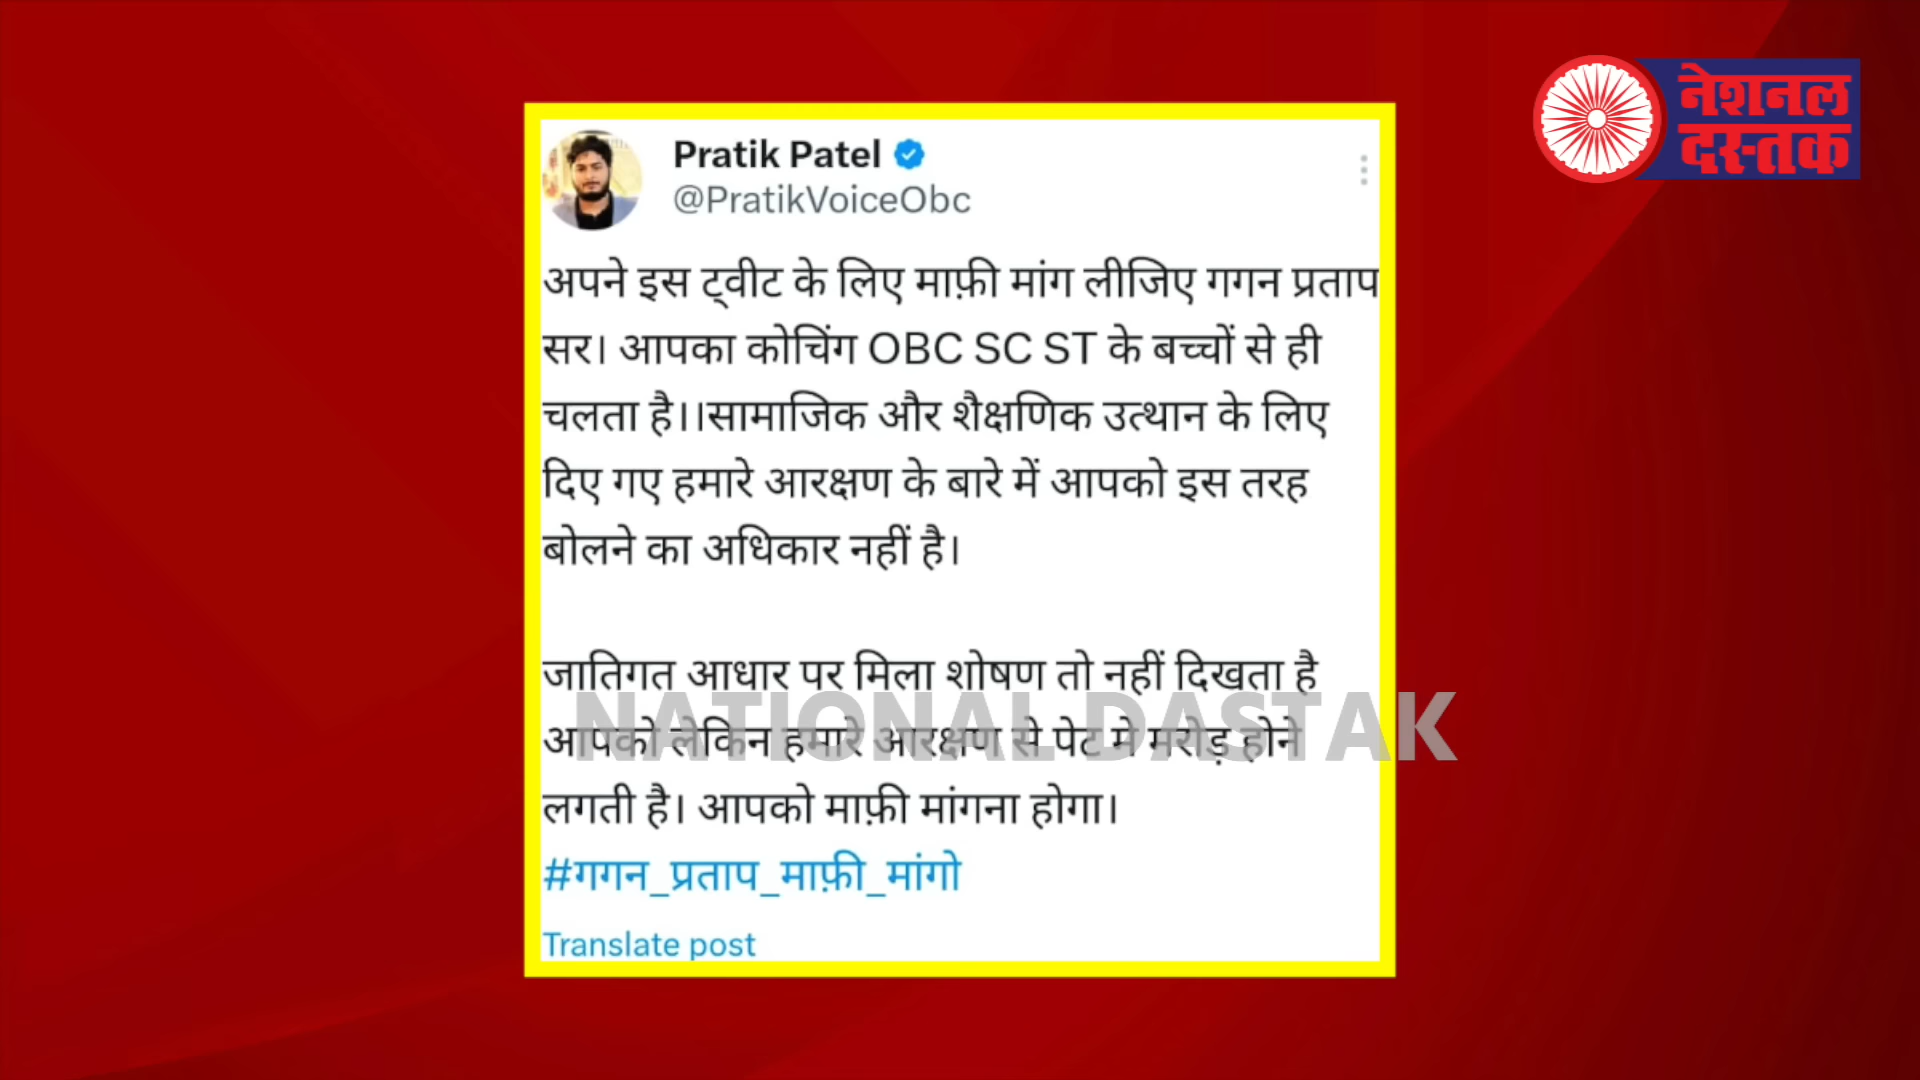 नेशनल
दस्तक
Pratik Patel
@PratikVoiceObc
अपने इस ट्वीट के लिए माफ़ी मांग लीजिए गगन प्रताप
सर। आपका कोचिंग OBC SC ST के बच्चों से ही
चलता है।।सामाजिक और शैक्षणिक उत्थान के लिए
दिए गए हमारे आरक्षण के बारे में आपको इस तरह
बोलने का अधिकार नहीं है।
जातिगत आधार पर मिला शोषण तो नहीं दिखता है
आपको लेकिन हमारे आरक्षण से पेट मे मरोड़ होने
NATIONAL DASTAK
लगती है। आपको माफ़ी मांगना होगा।
#गगन_प्रताप_माफ़ी_मांगो
Translate post